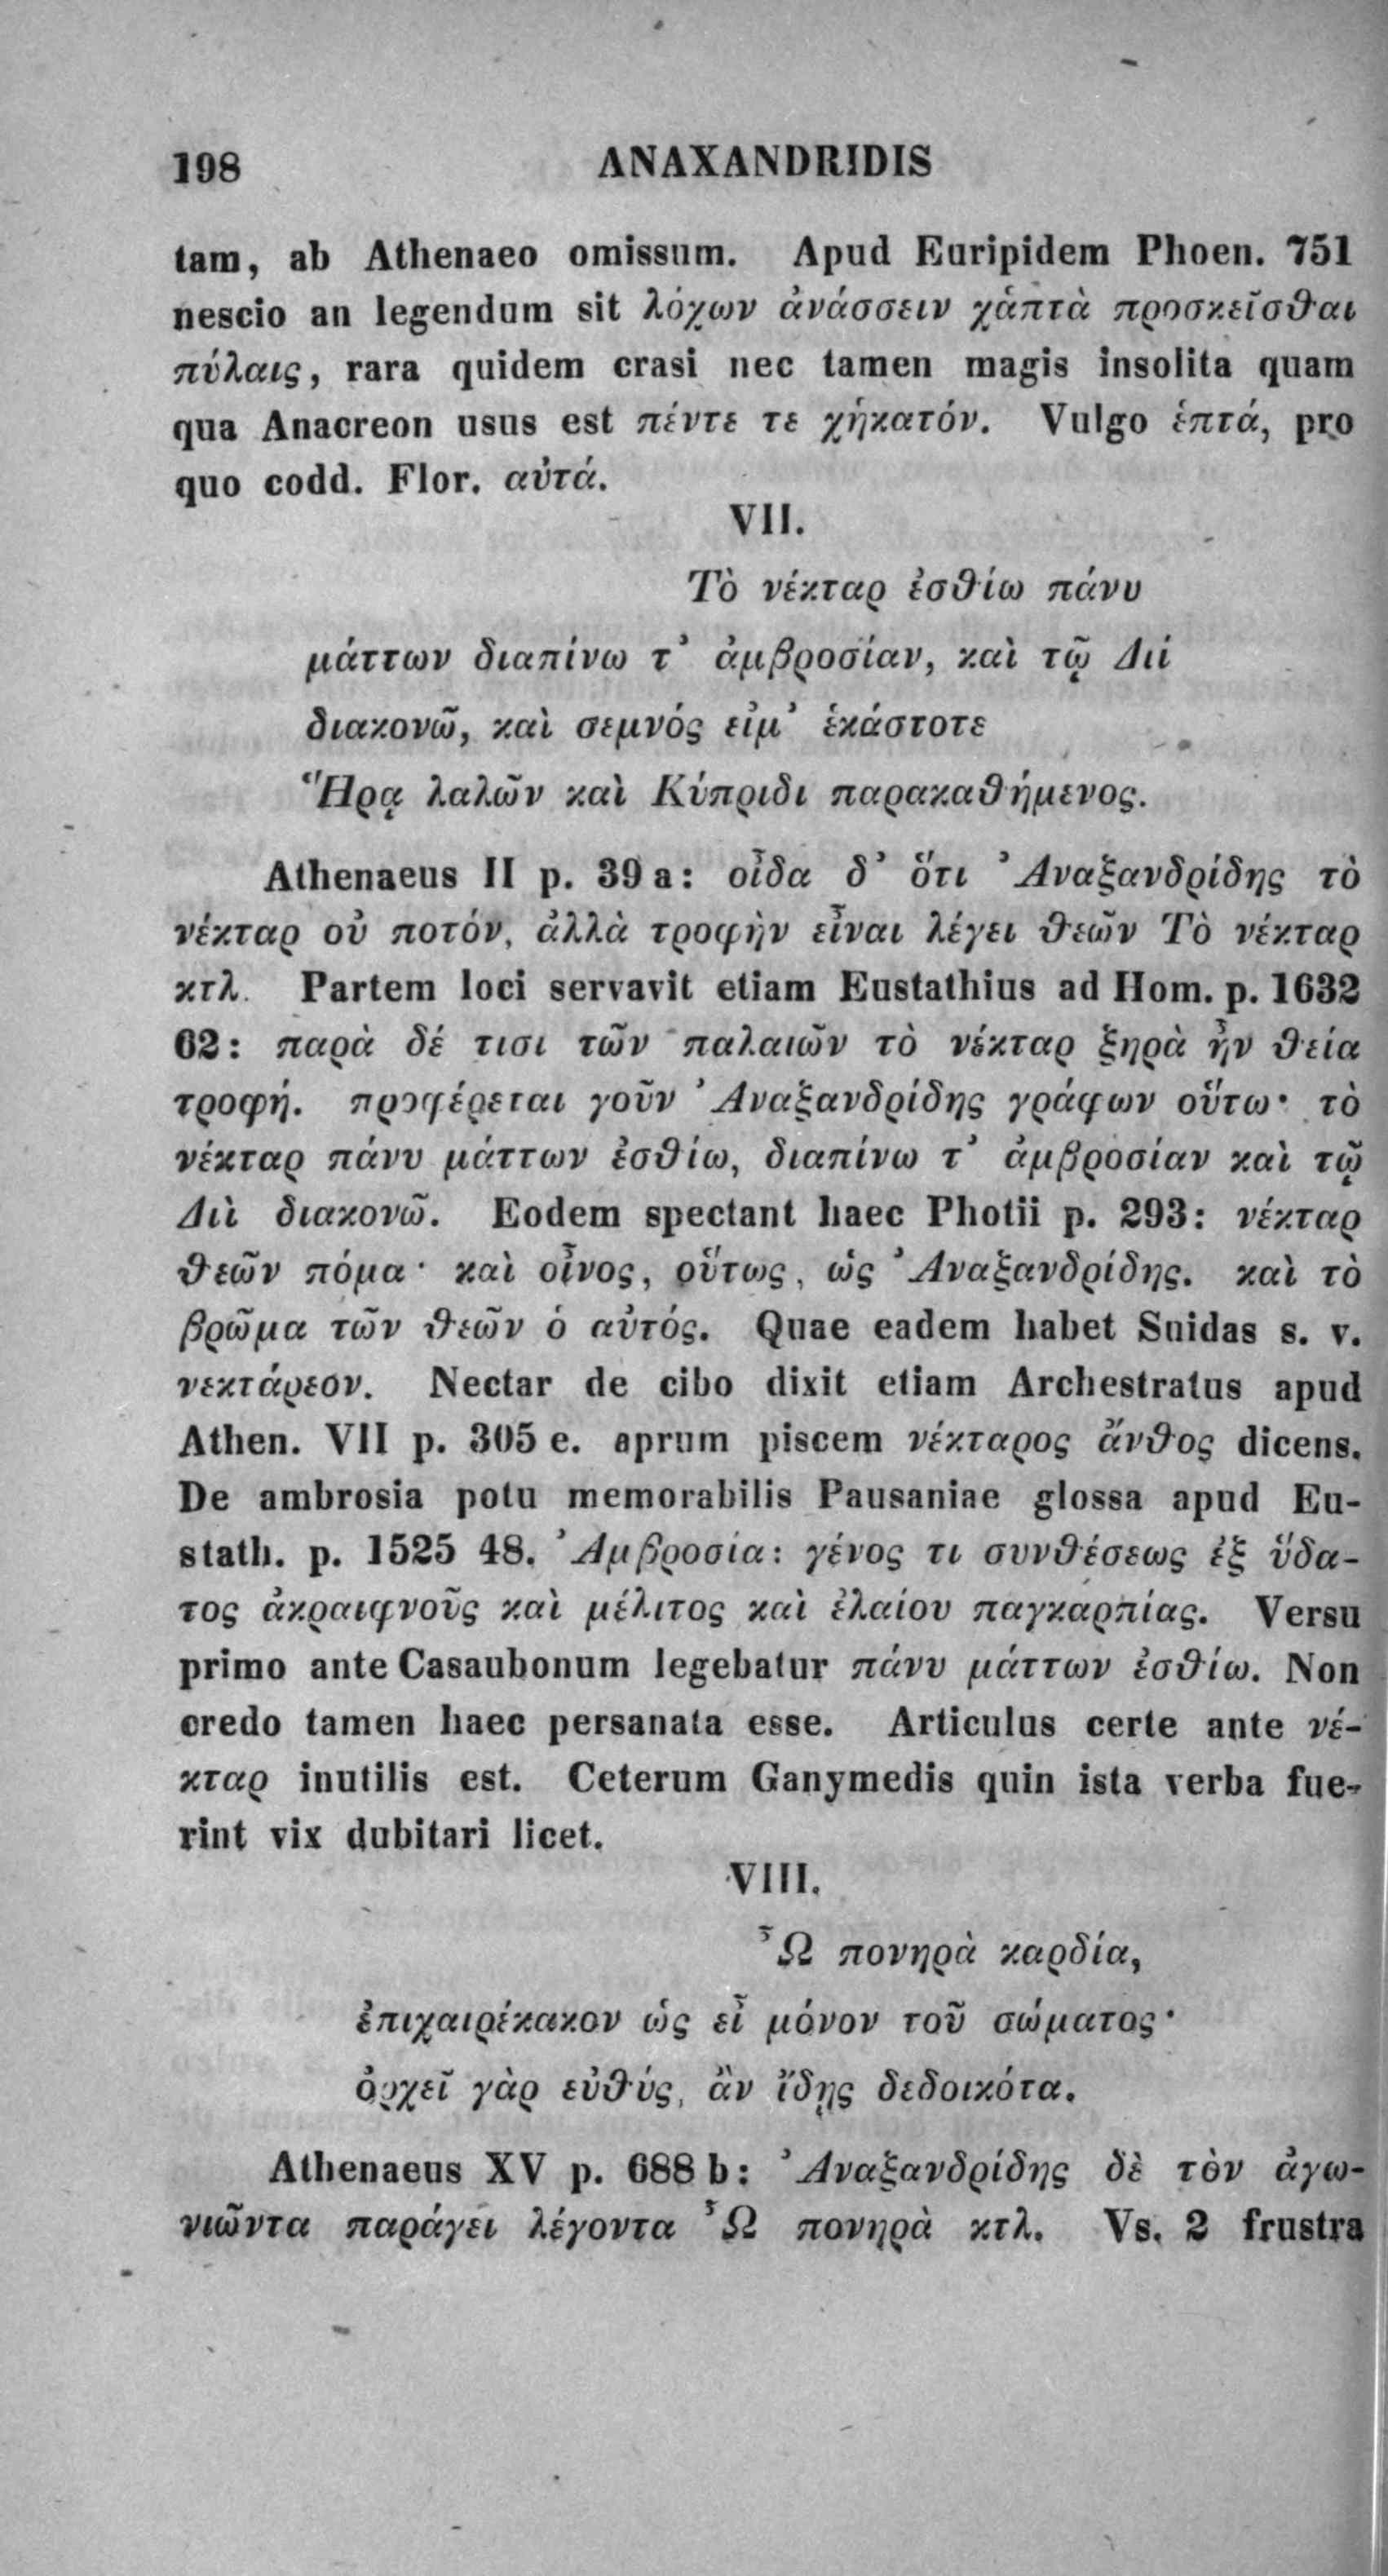 198 ANAXANDRIDIS
tam, ab Athenaeo omissum. Apud Euripidem Phoen. 751
nescio an legendum sit λόχων ἀνάσσειν χἀπτὰ προσκεῖσθαι
πύλαις, rara quidem crasi nec tamen magis insolita quam
qua Anacreon usus est πέντε τε χἠκατόν. Vulgo ἑπτά, pro
quo codd. Flor. αὐτά.
VII.
Τὸ νέκταρ ἐσθίω πάνυ
μάττων διαπίνω τ᾽ ἀμβροσίαν, καὶ τῷ Διί
διακονῶ, καὶ σεμνός εἰμ᾽ ἑκάστοτε
Ἥρᾳ λαλῶν καὶ Κύπριδι παρακαθήμενος.
Athenaeus II p. 39 a: οἶδα δ᾽ ὅτι Ἀναξανδρίδης τὸ
νέκταρ οὐ ποτόν, ἀλλὰ τροφὴν εἶναι λέγει θεῶν Τὸ νέκταρ
κτλ. Partem loci servavit etiam Eustathius ad Hom. p. 1632
62: παρὰ δέ τισι τῶν παλαιῶν τὸ νέκταρ ξηρὰ ἦν θεία
τροφή. προφέρεται γοῦν Ἀναξανδρίδης γράφων οὕτω· τὸ
νέκταρ πάνυ μάττων ἐσθίω, διαπίνω τ᾽ ἀμβροσίαν καὶ τῷ
Διὶ διακονῶ. Eodem spectant haec Photii p. 293: νέκταρ
θεῶν πόμα· καὶ οἶνος, οὕτως, ὡς Ἀναξανδρίδης. καὶ τὸ
βρῶμα τῶν θεῶν ὁ αὐτός. Quae eadem habet Suidas s. v.
νεκτάρεον. Nectar de cibo dixit etiam Archestratus apud
Athen. VII p. 305 e. aprum piscem νέκταρος ἄνθος dicens.
De ambrosia potu memorabilis Pausaniae glossa apud Eu-
stath. p. 1525 48. Ἀμβροσία: γένος τι συνθέσεως ἐξ ὕδα-
τος ἀκραιφνοῦς καὶ μέλιτος καὶ ἐλαίου παγκαρπίας. Versu
primo ante Casaubonum legebatur πάνυ μάττων ἐσθίω. Non
credo tamen haec persanata esse. Articulus certe ante νέ-
κταρ inutilis est. Ceterum Ganymedis quin ista verba fue-
rint vix dubitari licet.
VIII.
Ὦ πονηρὰ καρδία,
ἐπιχαιρέκακον ὡς εἶ μόνον τοῦ σώματος·
ὀρχεῖ γὰρ εὐθύς, ἂν ἴδῃς δεδοικότα.
Athenaeus XV p. 688 b: Ἀναξανδρίδης δὲ τὸν ἀγω-
νιῶντα παράγει λέγοντα Ὦ πονηρὰ κτλ. Vs. 2 frustra